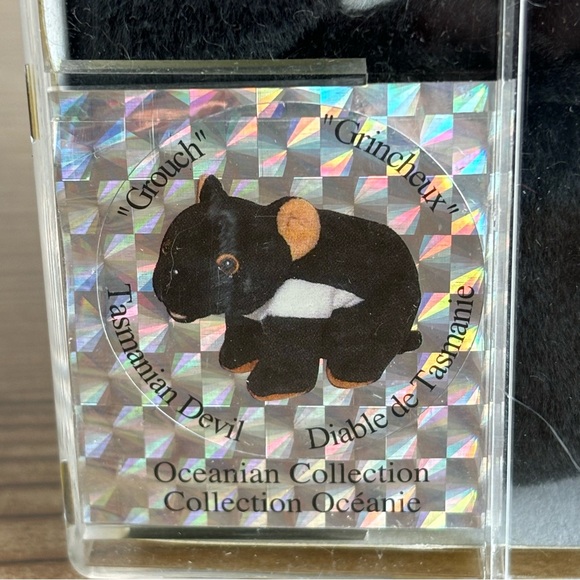 "Grouch"
"Grincheux"
Tasmanian Devil
Diable de Tasmanie
Oceanian Collection
Collection Océanie